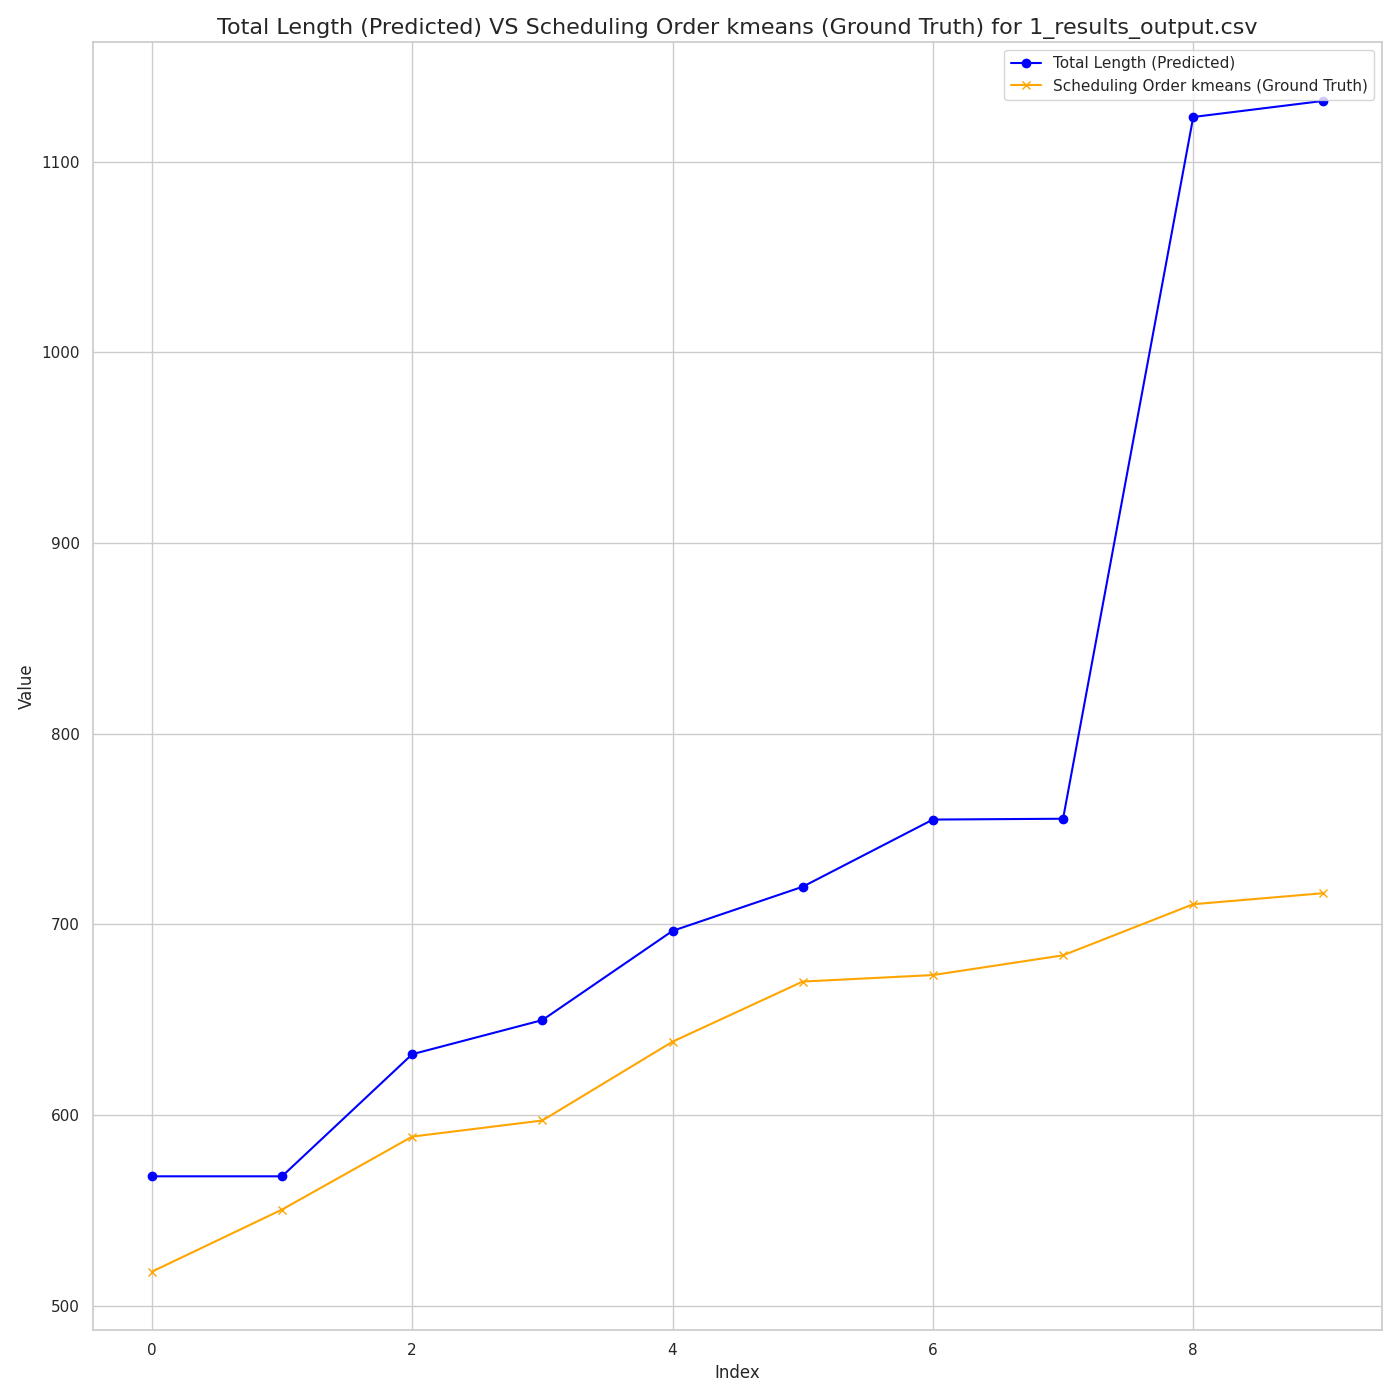 Total Length (Predicted) VS Scheduling Order kmeans (Ground Truth) for 1_results_output.csv
Total Length (Predicted)
Scheduling Order kmeans (Ground Truth)
1100
1000
900
800
700
600
500
Value
0 2 4 6 8
Index